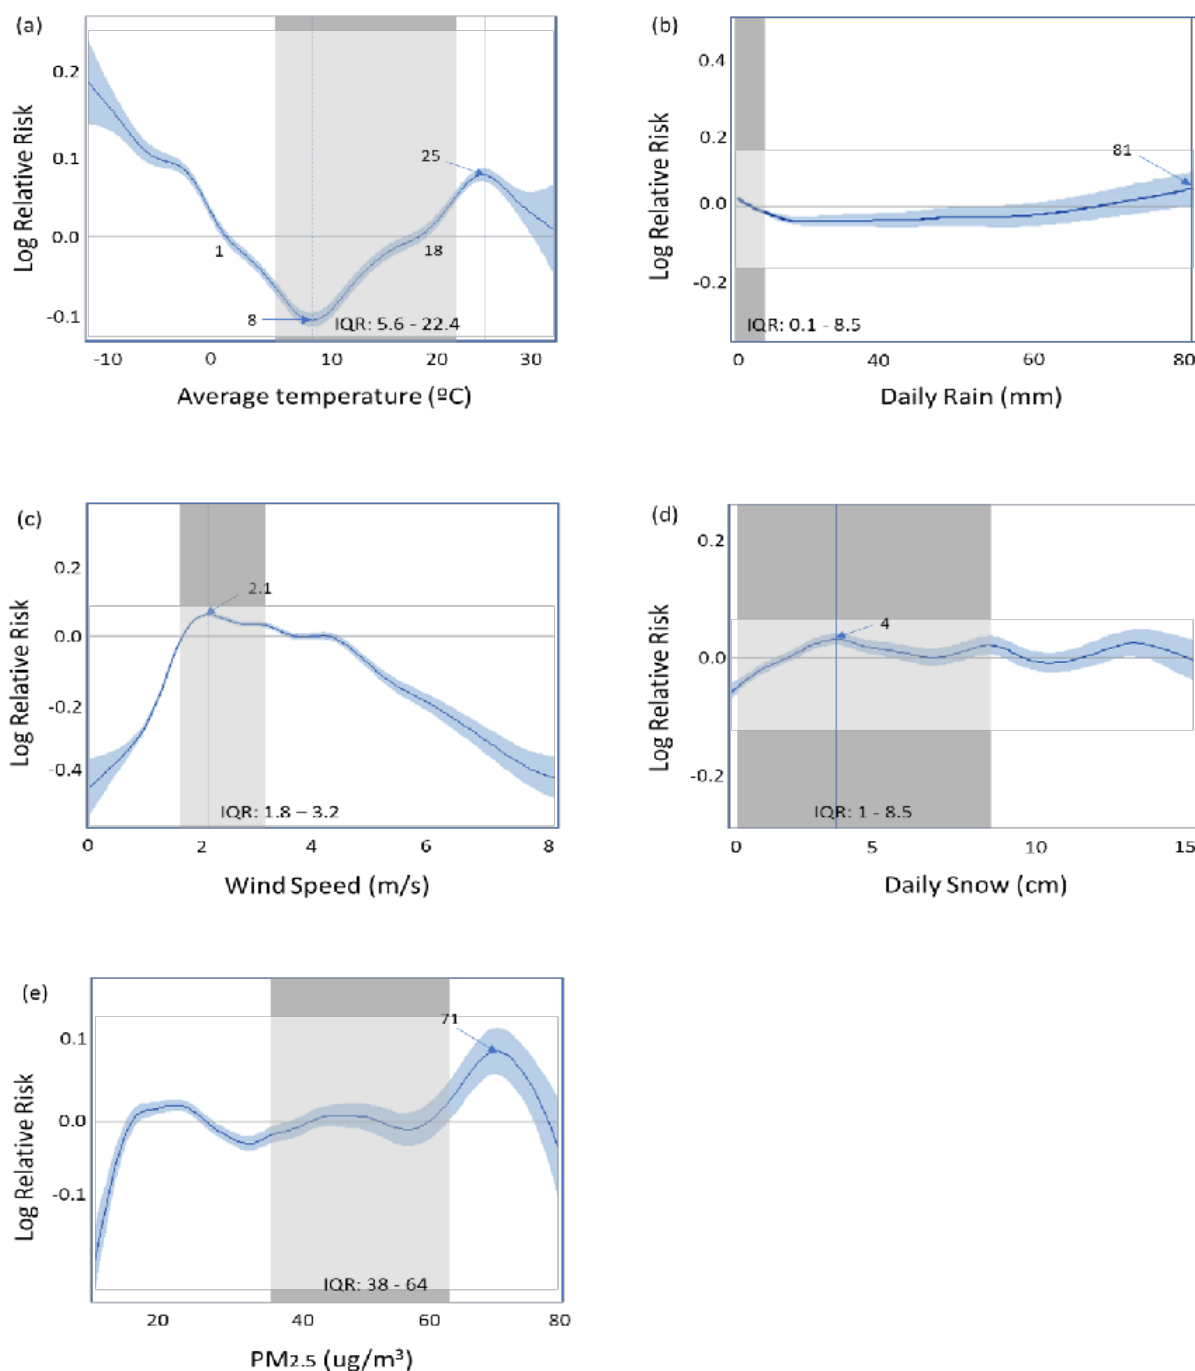 (a)
Log Relative Risk
0.2
0.1
0.0
-0.1
25
1
18
8
IQR: 5.6 - 22.4
-10 0 10 20 30
Average temperature (ºC)
(b)
Log Relative Risk
0.4
0.2
0.0
-0.2
81
IQR: 0.1 - 8.5
0 40 60 80
Daily Rain (mm)
(c)
Log Relative Risk
0.2
0.0
-0.2
-0.4
2.1
IQR: 1.8 – 3.2
0 2 4 6 8
Wind Speed (m/s)
(d)
Log Relative Risk
0.2
0.0
-0.2
4
IQR: 1 - 8.5
0 5 10 15
Daily Snow (cm)
(e)
Log Relative Risk
0.1
0.0
-0.1
71
IQR: 38 - 64
20 40 60 80
PM2.5 (ug/m³)